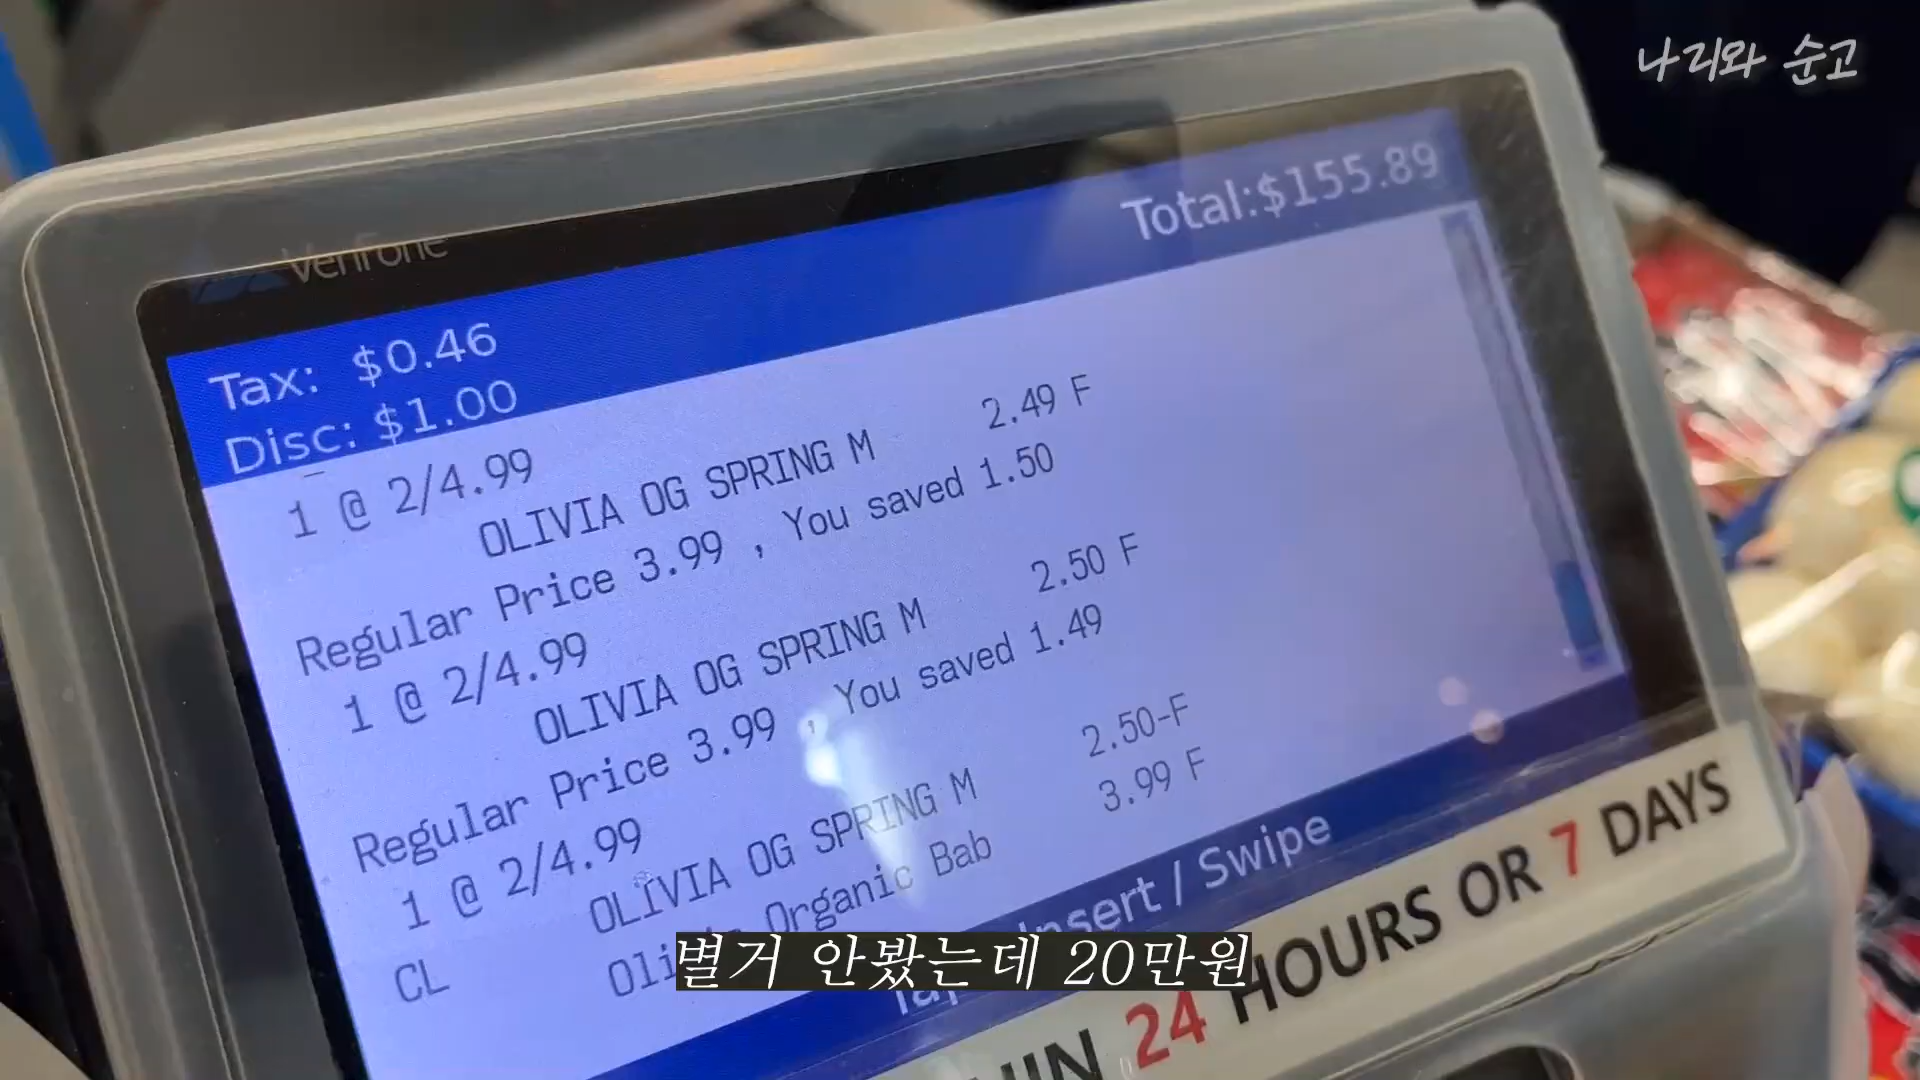 나리와 순고
Verifone
Total:$155.89
Tax: $0.46
Disc: $1.00
1 @ 2/4.99
OLIVIA OG SPRING M 2.49 F
Regular Price 3.99 , You saved 1.50
1 @ 2/4.99
OLIVIA OG SPRING M 2.50 F
Regular Price 3.99 , You saved 1.49
1 @ 2/4.99
OLIVIA OG SPRING M 2.50-F
CL Organic Bab 3.99 F
Insert / Swipe
24 HOURS OR 7 DAYS
별거 안봤는데 20만원